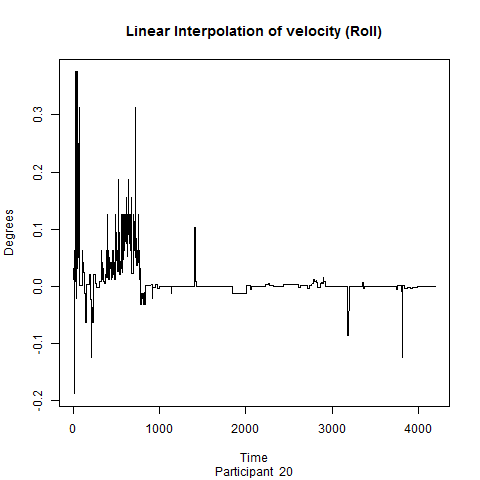 Linear Interpolation of velocity (Roll)
Degrees
0.3
0.2
0.1
0.0
-0.1
-0.2
0 1000 2000 3000 4000
Time
Participant 20